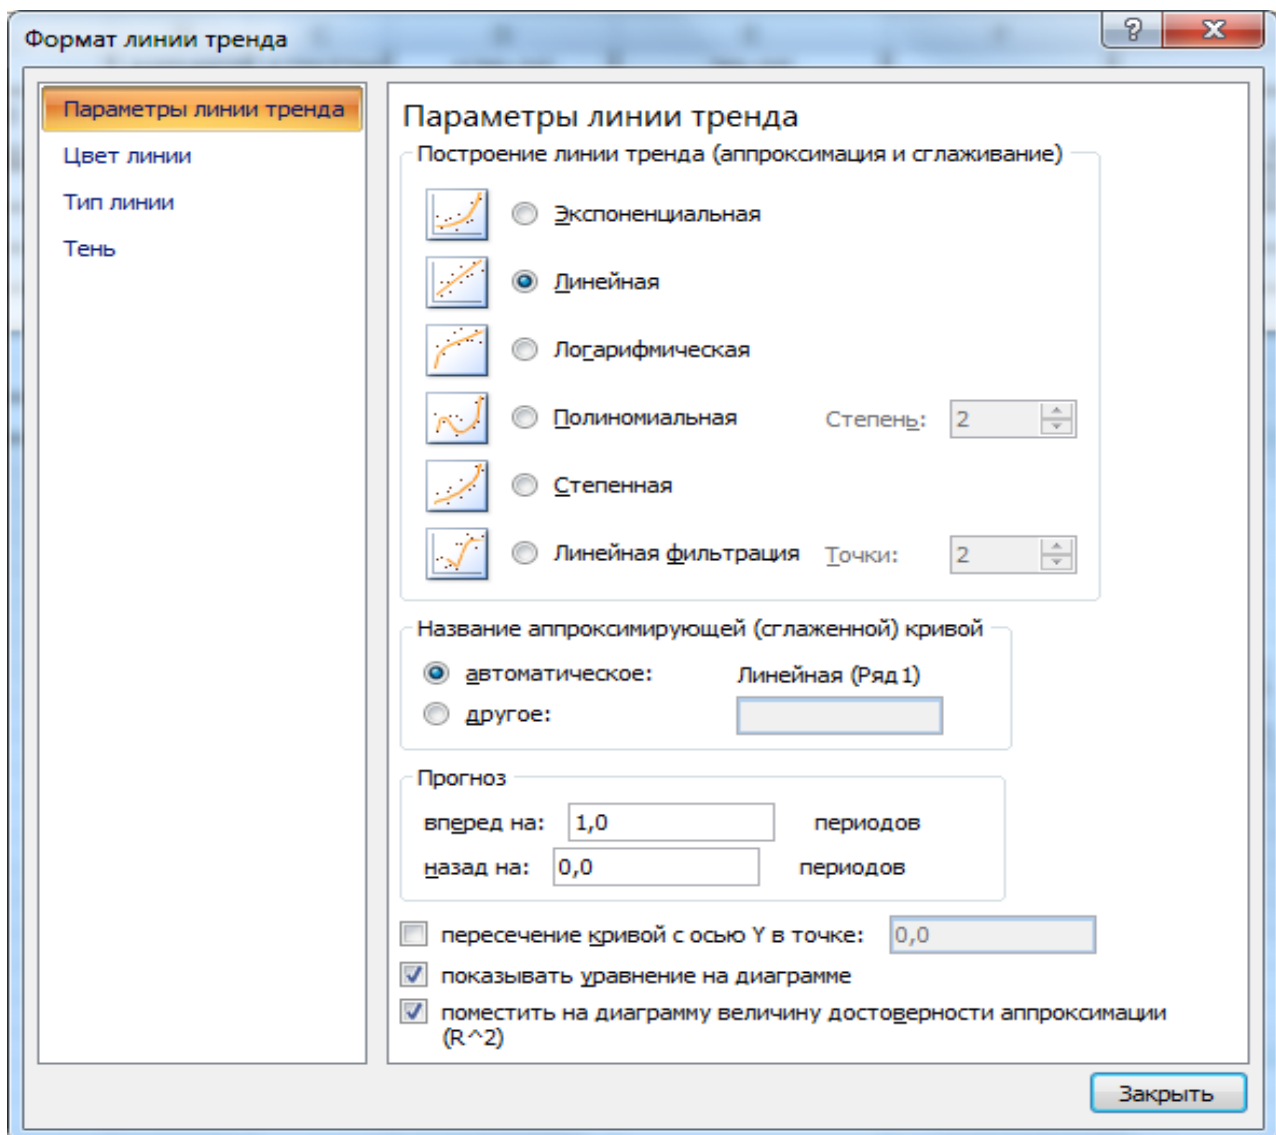 Формат линии тренда
?
Параметры линии тренда
Цвет линии
Тип линии
Тень
Параметры линии тренда
Построение линии тренда (аппроксимация и сглаживание)
Экспоненциальная
Линейная
Логарифмическая
Полиномиальная Степень: 2
Степенная
Линейная фильтрация Точки: 2
Название аппроксимирующей (сглаженной) кривой
автоматическое: Линейная (Ряд1)
другое:
Прогноз
вперед на: 1,0 периодов
назад на: 0,0 периодов
пересечение кривой с осью Y в точке: 0,0
показывать уравнение на диаграмме
поместить на диаграмму величину достоверности аппроксимации
(R^2)
Закрыть